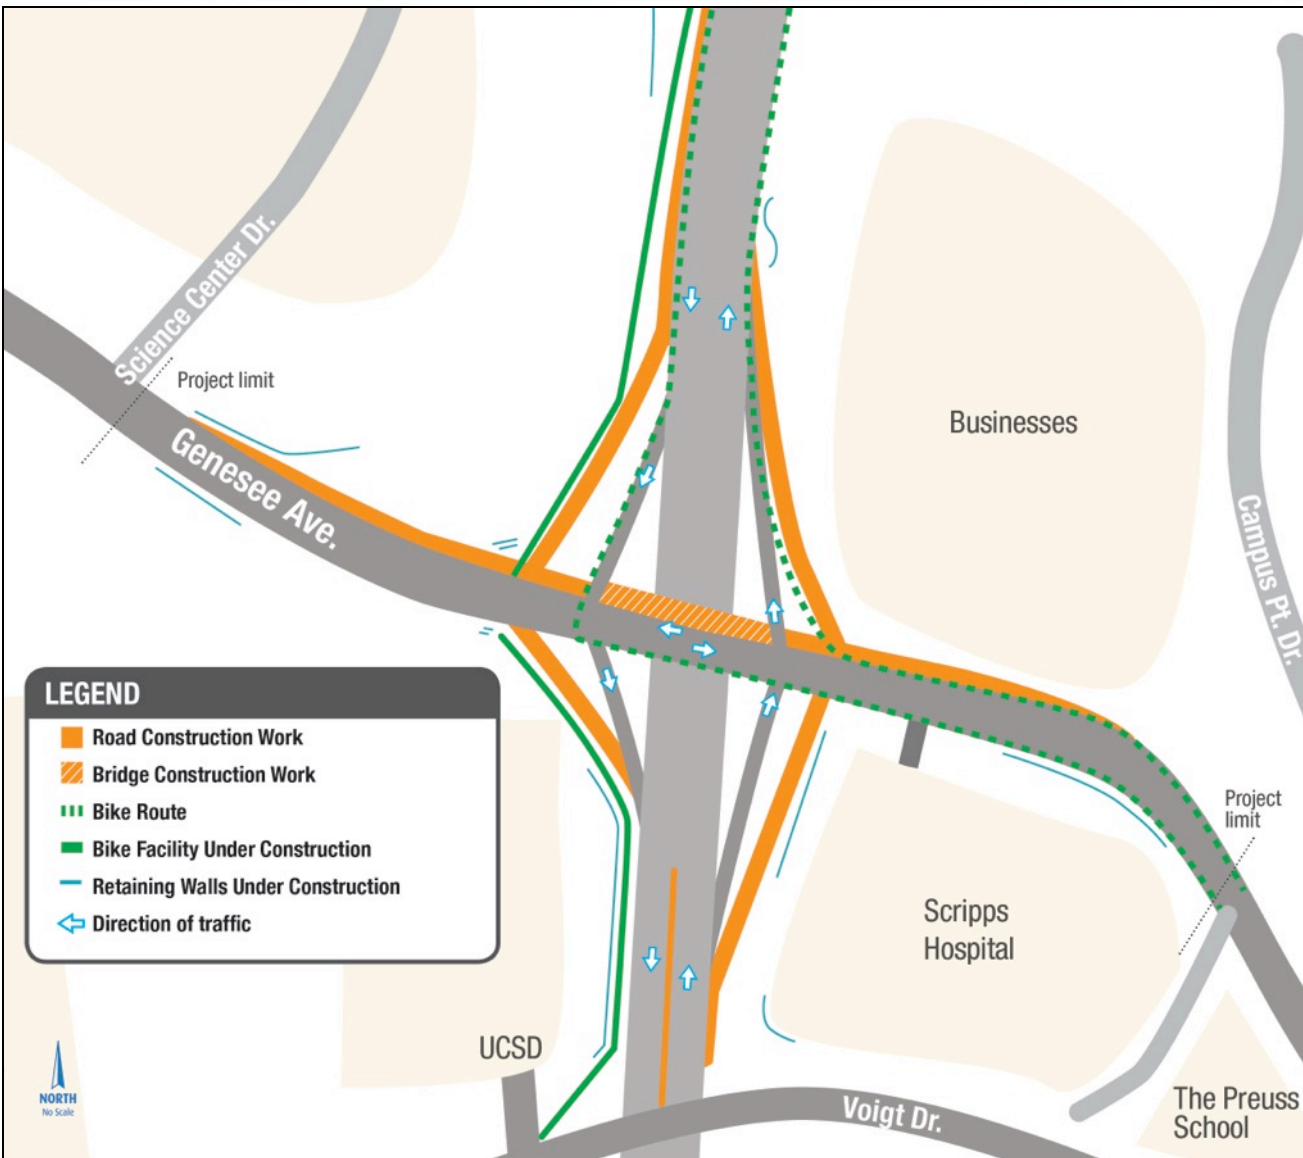 Science Center Dr.
Project limit
Genesee Ave.
Businesses
Campus Pt. Dr.
LEGEND
Road Construction Work
Bridge Construction Work
Bike Route
Bike Facility Under Construction
Retaining Walls Under Construction
Direction of traffic
Project
limit
Scripps
Hospital
UCSD
NORTH
No Scale
Voigt Dr.
The Preuss
School